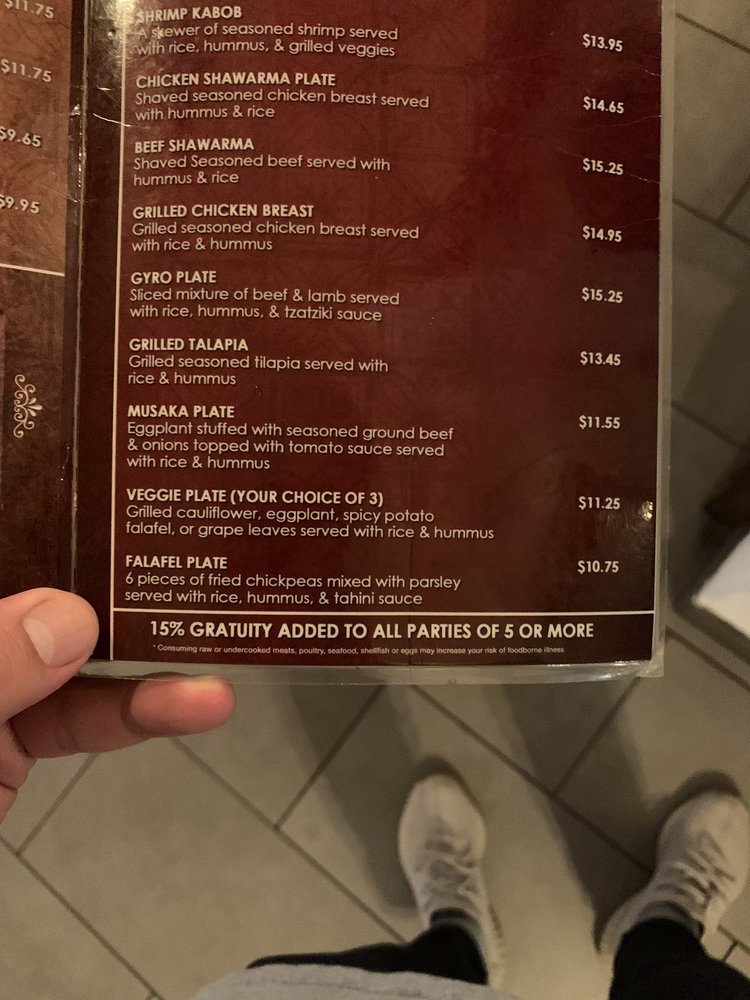 $11.75
$11.75
$9.65
$9.95
SHRIMP KABOB
A skewer of seasoned shrimp served
with rice, hummus, & grilled veggies
$13.95
CHICKEN SHAWARMA PLATE
Shaved seasoned chicken breast served
with hummus & rice
$14.65
BEEF SHAWARMA
Shaved Seasoned beef served with
hummus & rice
$15.25
GRILLED CHICKEN BREAST
Grilled seasoned chicken breast served
with rice & hummus
$14.95
GYRO PLATE
Sliced mixture of beef & lamb served
with rice, hummus, & tzatziki sauce
$15.25
GRILLED TALAPIA
Grilled seasoned tilapia served with
rice & hummus
$13.45
MUSAKA PLATE
Eggplant stuffed with seasoned ground beef
& onions topped with tomato sauce served
with rice & hummus
$11.55
VEGGIE PLATE (YOUR CHOICE OF 3)
Grilled cauliflower, eggplant, spicy potato
falafel, or grape leaves served with rice & hummus
$11.25
FALAFEL PLATE
6 pieces of fried chickpeas mixed with parsley
served with rice, hummus, & tahini sauce
$10.75
15% GRATUITY ADDED TO ALL PARTIES OF 5 OR MORE
* Consuming raw or undercooked meats, poultry, seafood, shellfish or eggs may increase your risk of foodborne illness